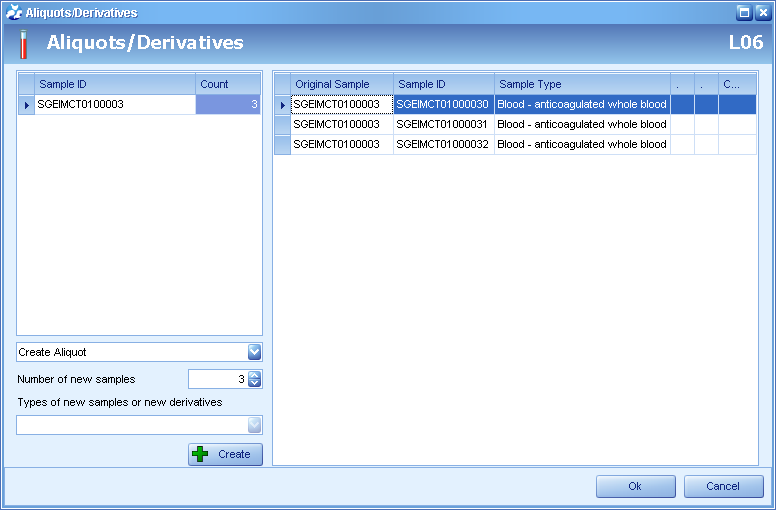 Aliquots/Derivatives
Aliquots/Derivatives L06
Sample ID Count
SGEIMCT0100003 3
Original Sample Sample ID Sample Type . . C...
SGEIMCT0100003 SGEIMCT01000030 Blood - anticoagulated whole blood
SGEIMCT0100003 SGEIMCT01000031 Blood - anticoagulated whole blood
SGEIMCT0100003 SGEIMCT01000032 Blood - anticoagulated whole blood
Create Aliquot
Number of new samples 3
Types of new samples or new derivatives
Create
Ok Cancel